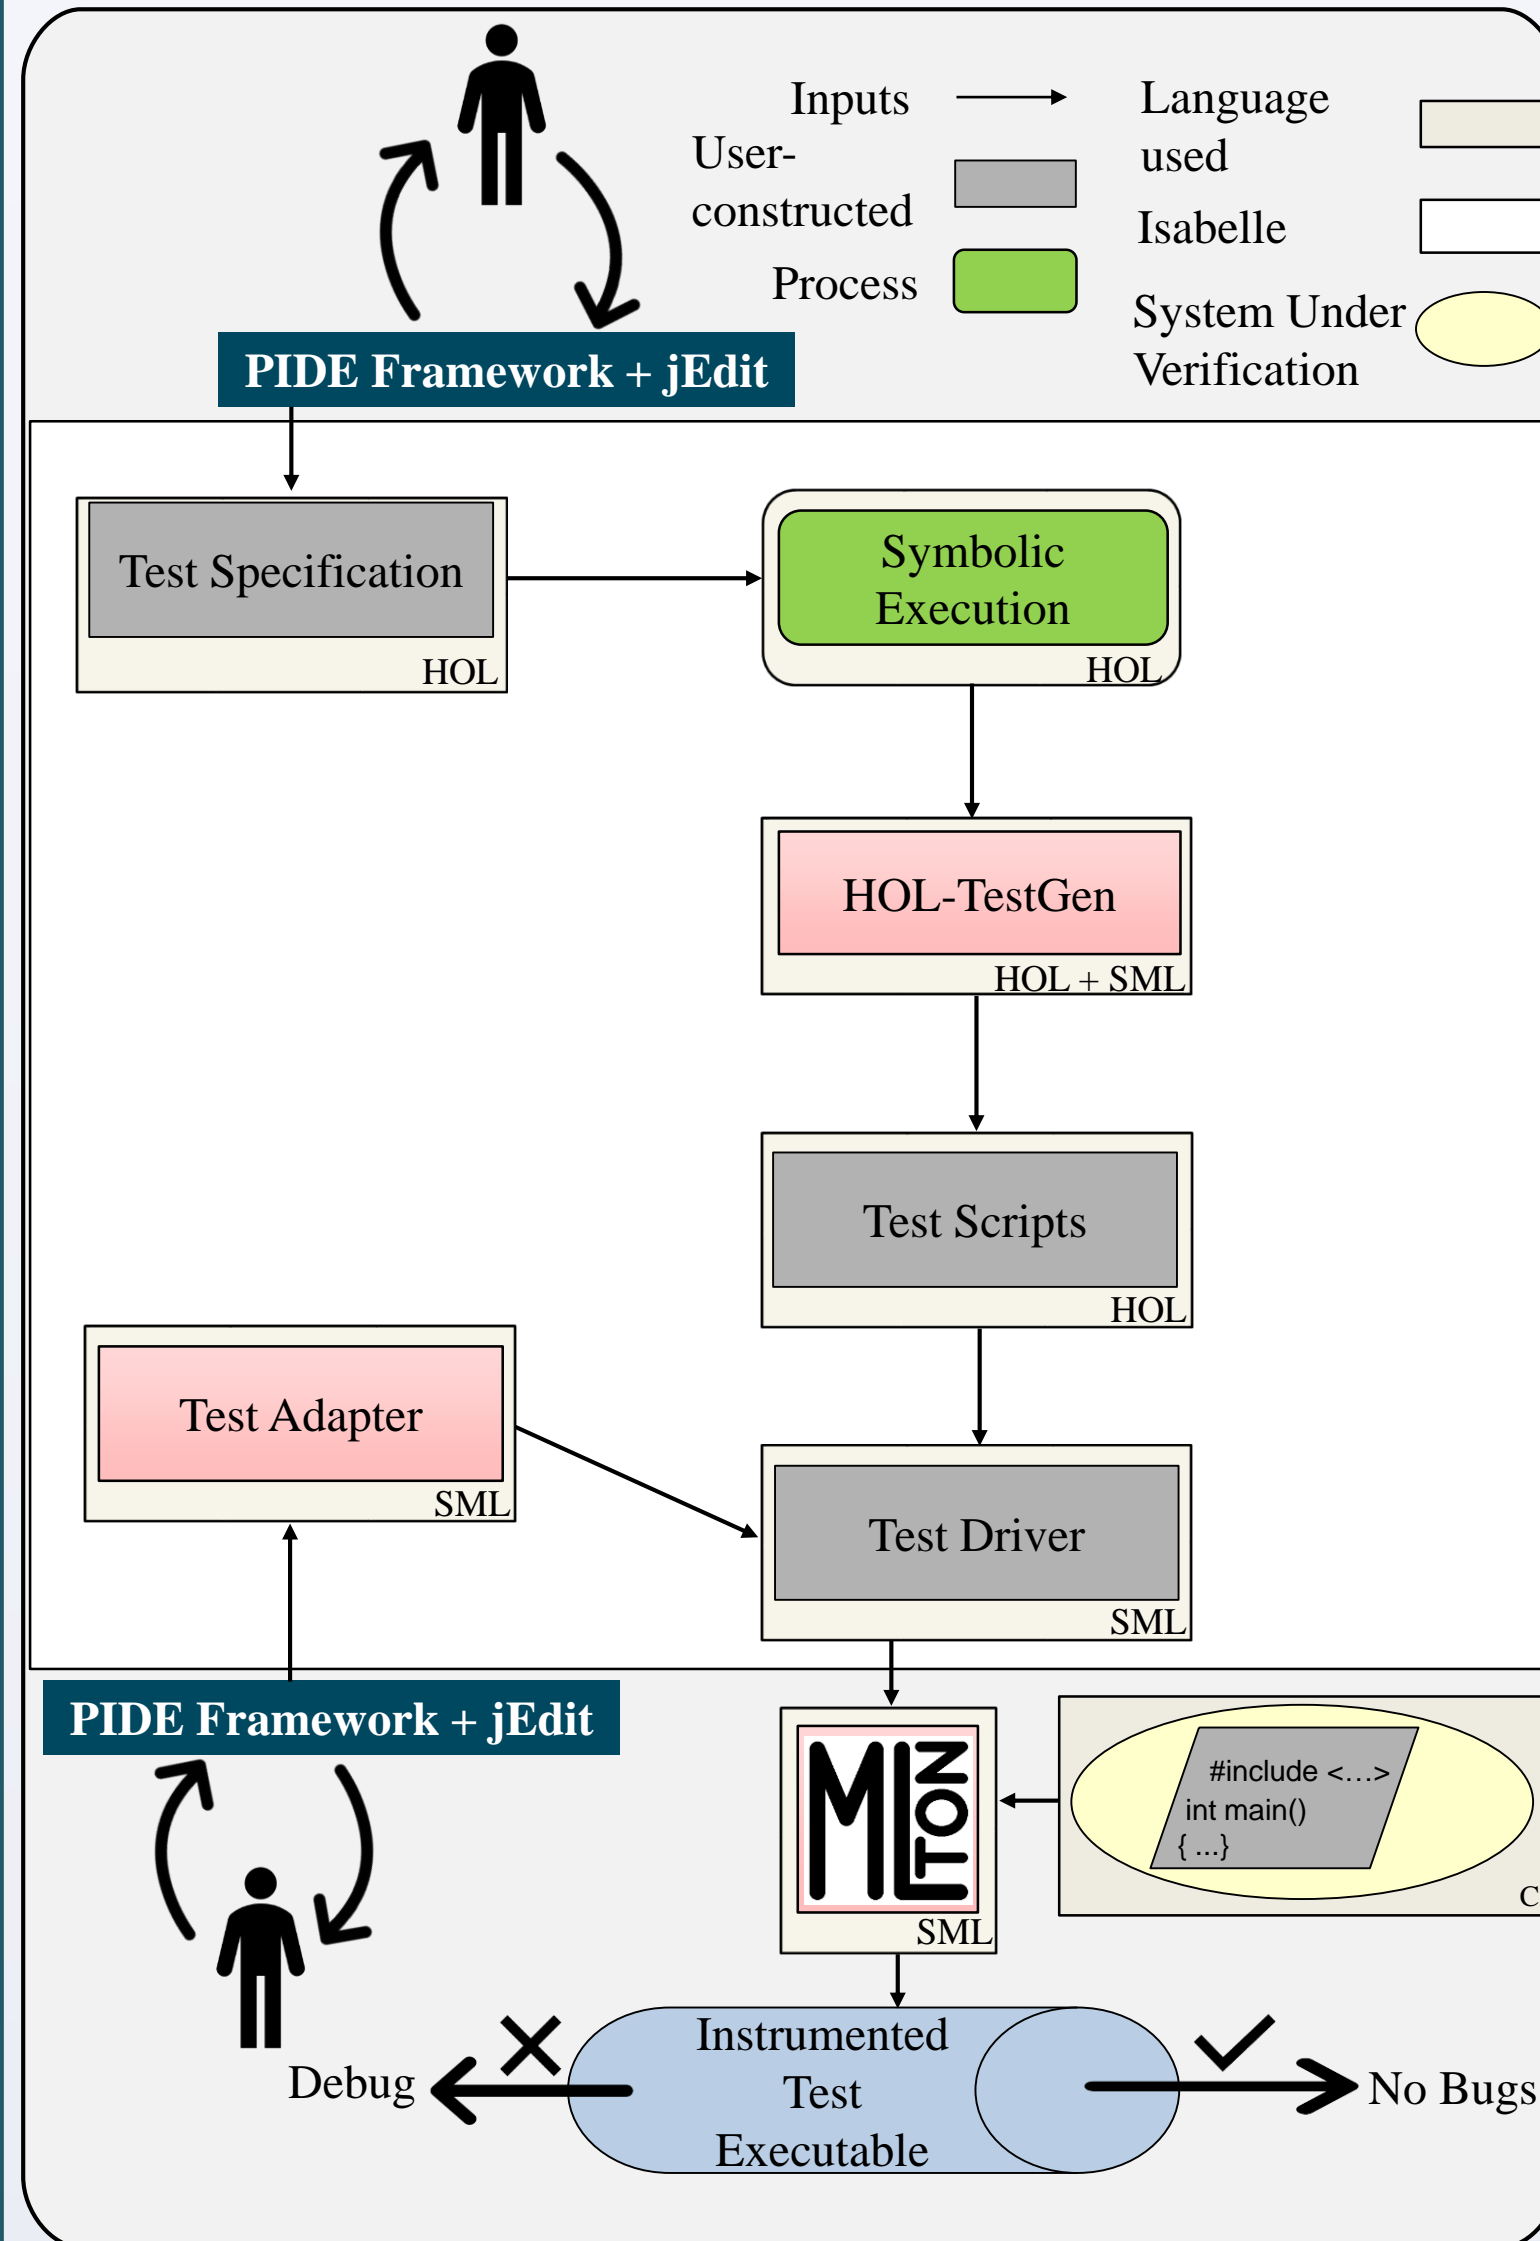 Inputs
Language
used
User-
constructed
Isabelle
Process
System Under
Verification
PIDE Framework + jEdit
Test Specification
HOL
Symbolic
Execution
HOL
HOL-TestGen
HOL + SML
Test Scripts
HOL
Test Adapter
SML
Test Driver
SML
PIDE Framework + jEdit
MLTON
SML
#include <...>
int main()
{ ...}
C
Instrumented
Test
Executable
Debug
No Bugs